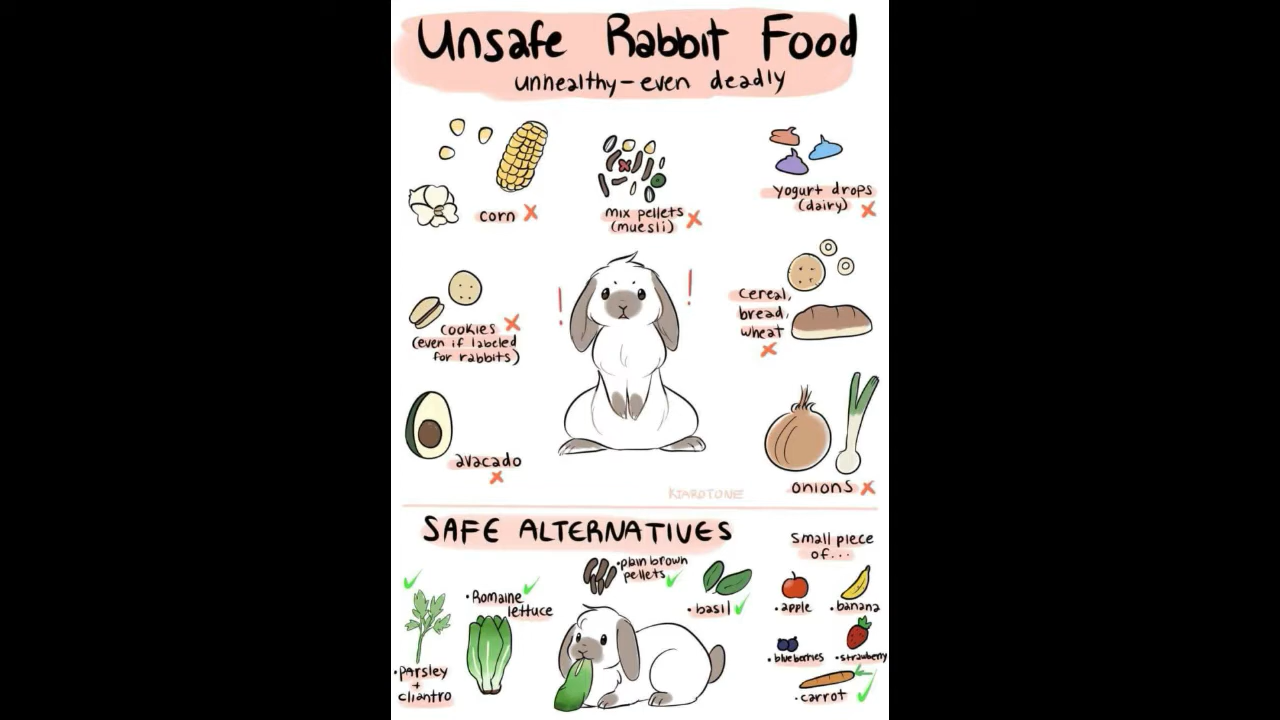 Unsafe Rabbit Food
unhealthy-even deadly
corn
mix pellets
(muesli)
yogurt drops
(dairy)
cookies
(even if labeled
for rabbits)
cereal,
bread,
wheat
avacado
onions
KIAROTONE
SAFE ALTERNATIVES
•parsley
+
cilantro
•Romaine
lettuce
•plain brown
pellets
•basil
small piece
of...
•apple
•banana
•blueberries
•strawberry
•carrot